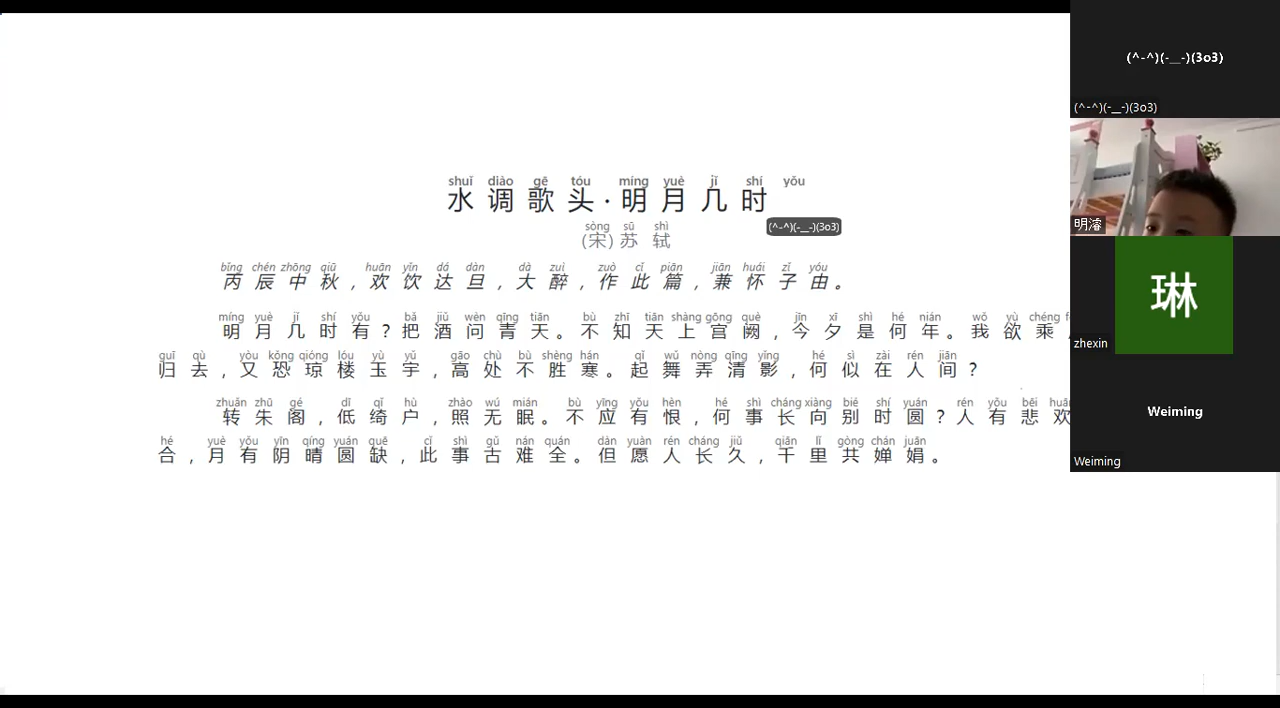 shuǐ diào gē tóu míng yuè jǐ shí yǒu
水调歌头·明月几时
(^-^)(-__-)(3o3)
sòng sū shì
(宋)苏轼
bǐng chén zhōng qiū huān yǐn dá dàn dà zuì zuò cǐ piān jiān huái zǐ yóu
丙辰中秋,欢饮达旦,大醉,作此篇,兼怀子由。
míng yuè jǐ shí yǒu bǎ jiǔ wèn qīng tiān bù zhī tiān shàng gōng què jīn xī shì hé nián wǒ yù chéng
明月几时有?把酒问青天。不知天上宫阙,今夕是何年。我欲乘
guī qù yòu kǒng qióng lóu yù yǔ gāo chù bù shèng hán qǐ wǔ nòng qīng yǐng hé sì zài rén jiān
归去,又恐琼楼玉宇,高处不胜寒。起舞弄清影,何似在人间?
zhuǎn zhū gé dī qǐ hù zhào wú mián bù yīng yǒu hèn hé shì cháng xiàng bié shí yuán rén yǒu bēi huān
转朱阁,低绮户,照无眠。不应有恨,何事长向别时圆?人有悲欢
hé yuè yǒu yīn qíng yuán quē cǐ shì gǔ nán quán dàn yuàn rén cháng jiǔ qiān lǐ gòng chán juān
合,月有阴晴圆缺,此事古难全。但愿人长久,千里共婵娟。
(^-^)(-__-)(3o3)
(^-^)(-__-)(3o3)
明濬
琳
zhexin
Weiming
Weiming